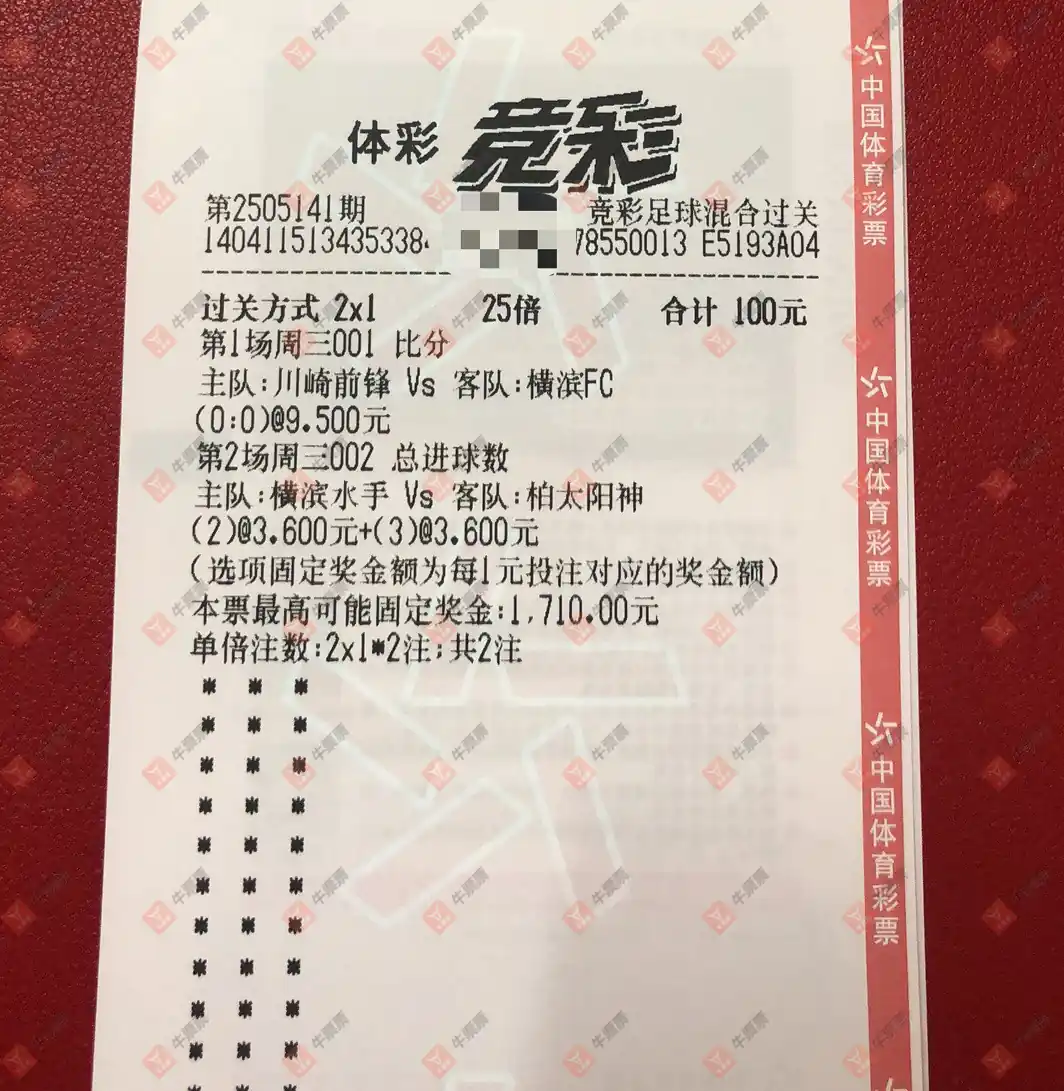 体彩 竞彩
第2505141期 竞彩足球混合过关
140411513435338 78550013 E5193A04
过关方式 2x1 25倍 合计 100元
第1场周三001 比分
主队:川崎前锋 Vs 客队:横滨FC
(0:0)@9.500元
第2场周三002 总进球数
主队:横滨水手 Vs 客队:柏太阳神
(2)@3.600元+(3)@3.600元
(选项固定奖金额为每1元投注对应的奖金额)
本票最高可能固定奖金:1,710.00元
单倍注数:2x1*2注;共2注
中国体育彩票
中国体育彩票
中国体育彩票